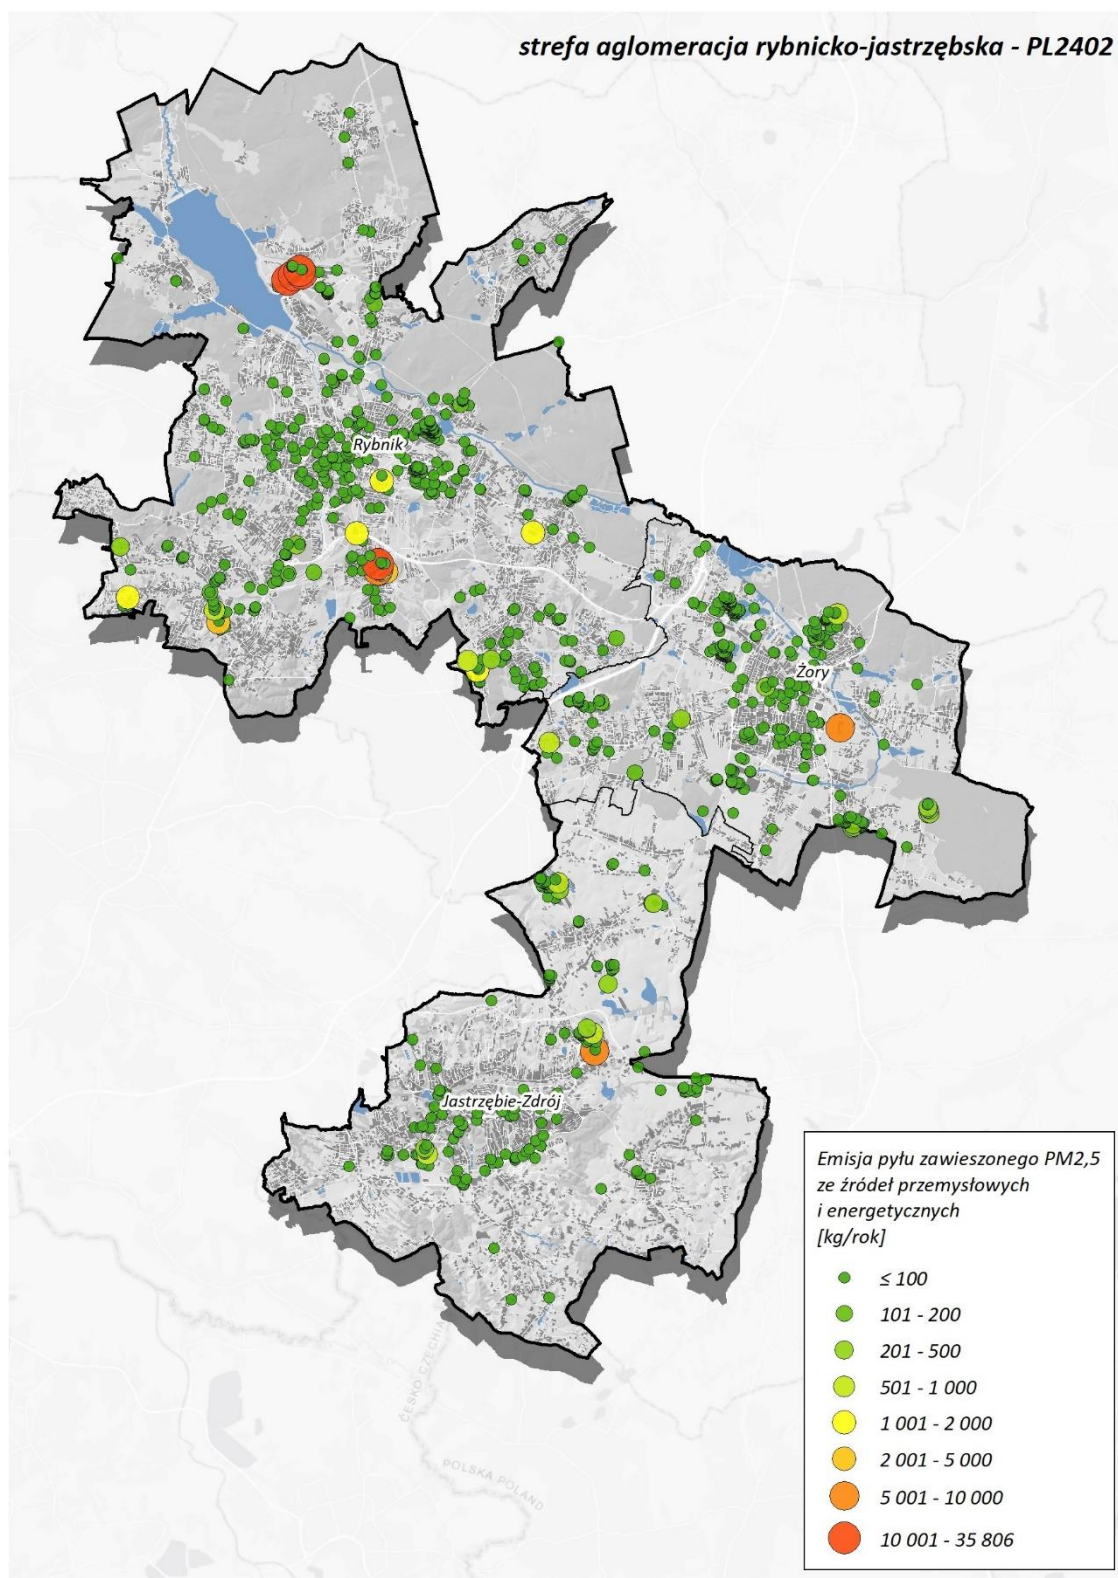 strefa aglomeracja rybnicko-jastrzębska - PL2402
Rybnik
Żory
Jastrzębie-Zdrój
Emisja pyłu zawieszonego PM2,5
ze źródeł przemysłowych
i energetycznych
[kg/rok]
≤ 100
101 - 200
201 - 500
501 - 1 000
1 001 - 2 000
2 001 - 5 000
5 001 - 10 000
10 001 - 35 806
ČESKO CZECHIA
POLSKA POLAND